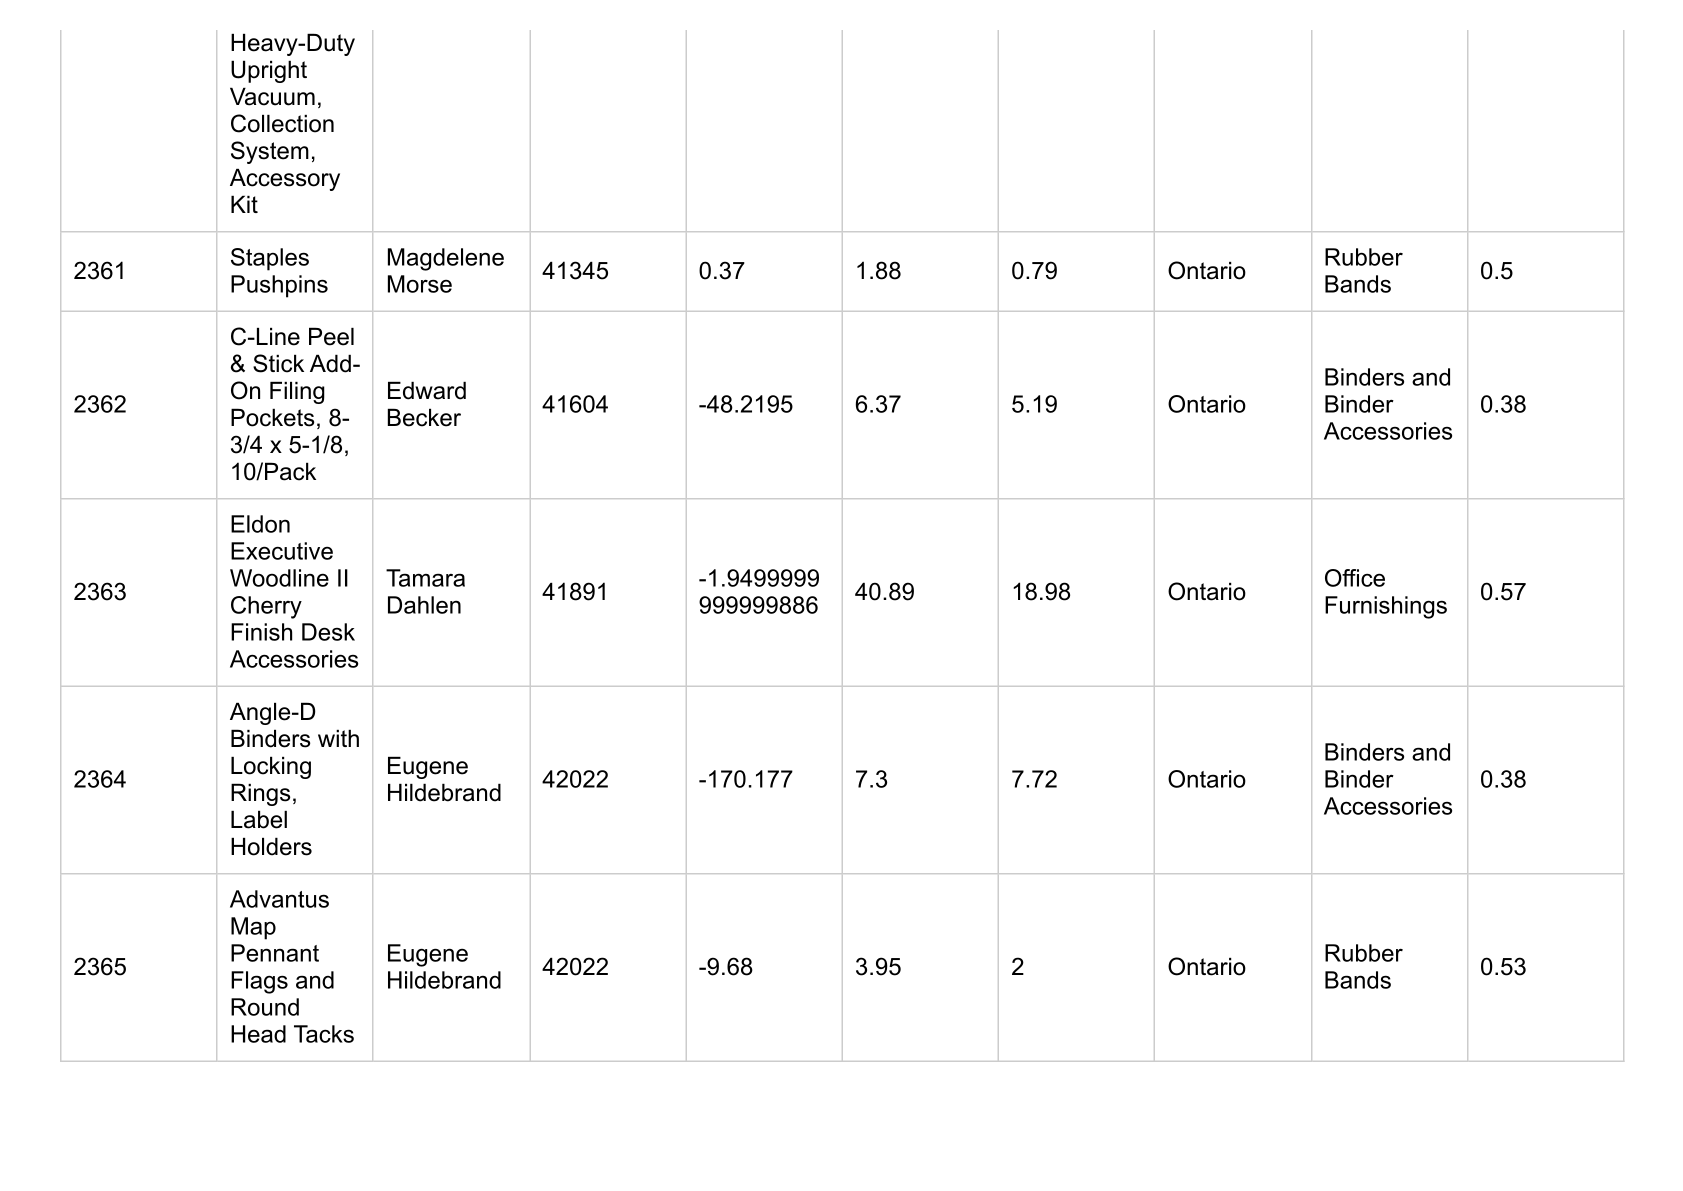 Heavy-Duty
Upright
Vacuum,
Collection
System,
Accessory
Kit
2361
Staples
Pushpins
Magdelene
Morse
41345
0.37
1.88
0.79
Ontario
Rubber
Bands
0.5
2362
C-Line Peel
& Stick Add-
On Filing
Pockets, 8-
3/4 x 5-1/8,
10/Pack
Edward
Becker
41604
-48.2195
6.37
5.19
Ontario
Binders and
Binder
Accessories
0.38
2363
Eldon
Executive
Woodline II
Cherry
Finish Desk
Accessories
Tamara
Dahlen
41891
-1.9499999
999999886
40.89
18.98
Ontario
Office
Furnishings
0.57
2364
Angle-D
Binders with
Locking
Rings,
Label
Holders
Eugene
Hildebrand
42022
-170.177
7.3
7.72
Ontario
Binders and
Binder
Accessories
0.38
2365
Advantus
Map
Pennant
Flags and
Round
Head Tacks
Eugene
Hildebrand
42022
-9.68
3.95
2
Ontario
Rubber
Bands
0.53